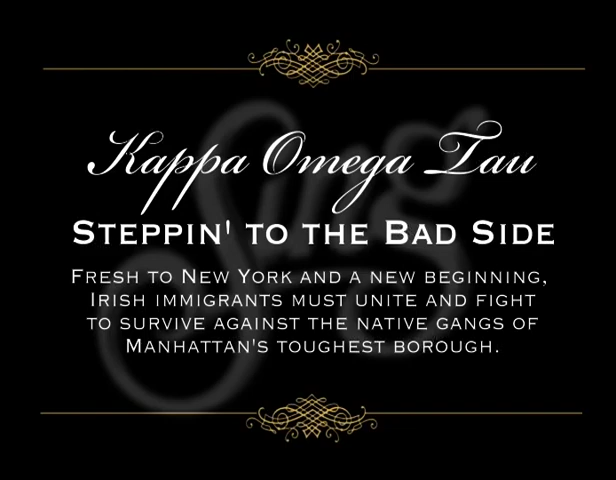 Sing
Kappa Omega Tau
Steppin' to the Bad Side
Fresh to New York and a new beginning,
Irish immigrants must unite and fight
to survive against the native gangs of
Manhattan's toughest borough.